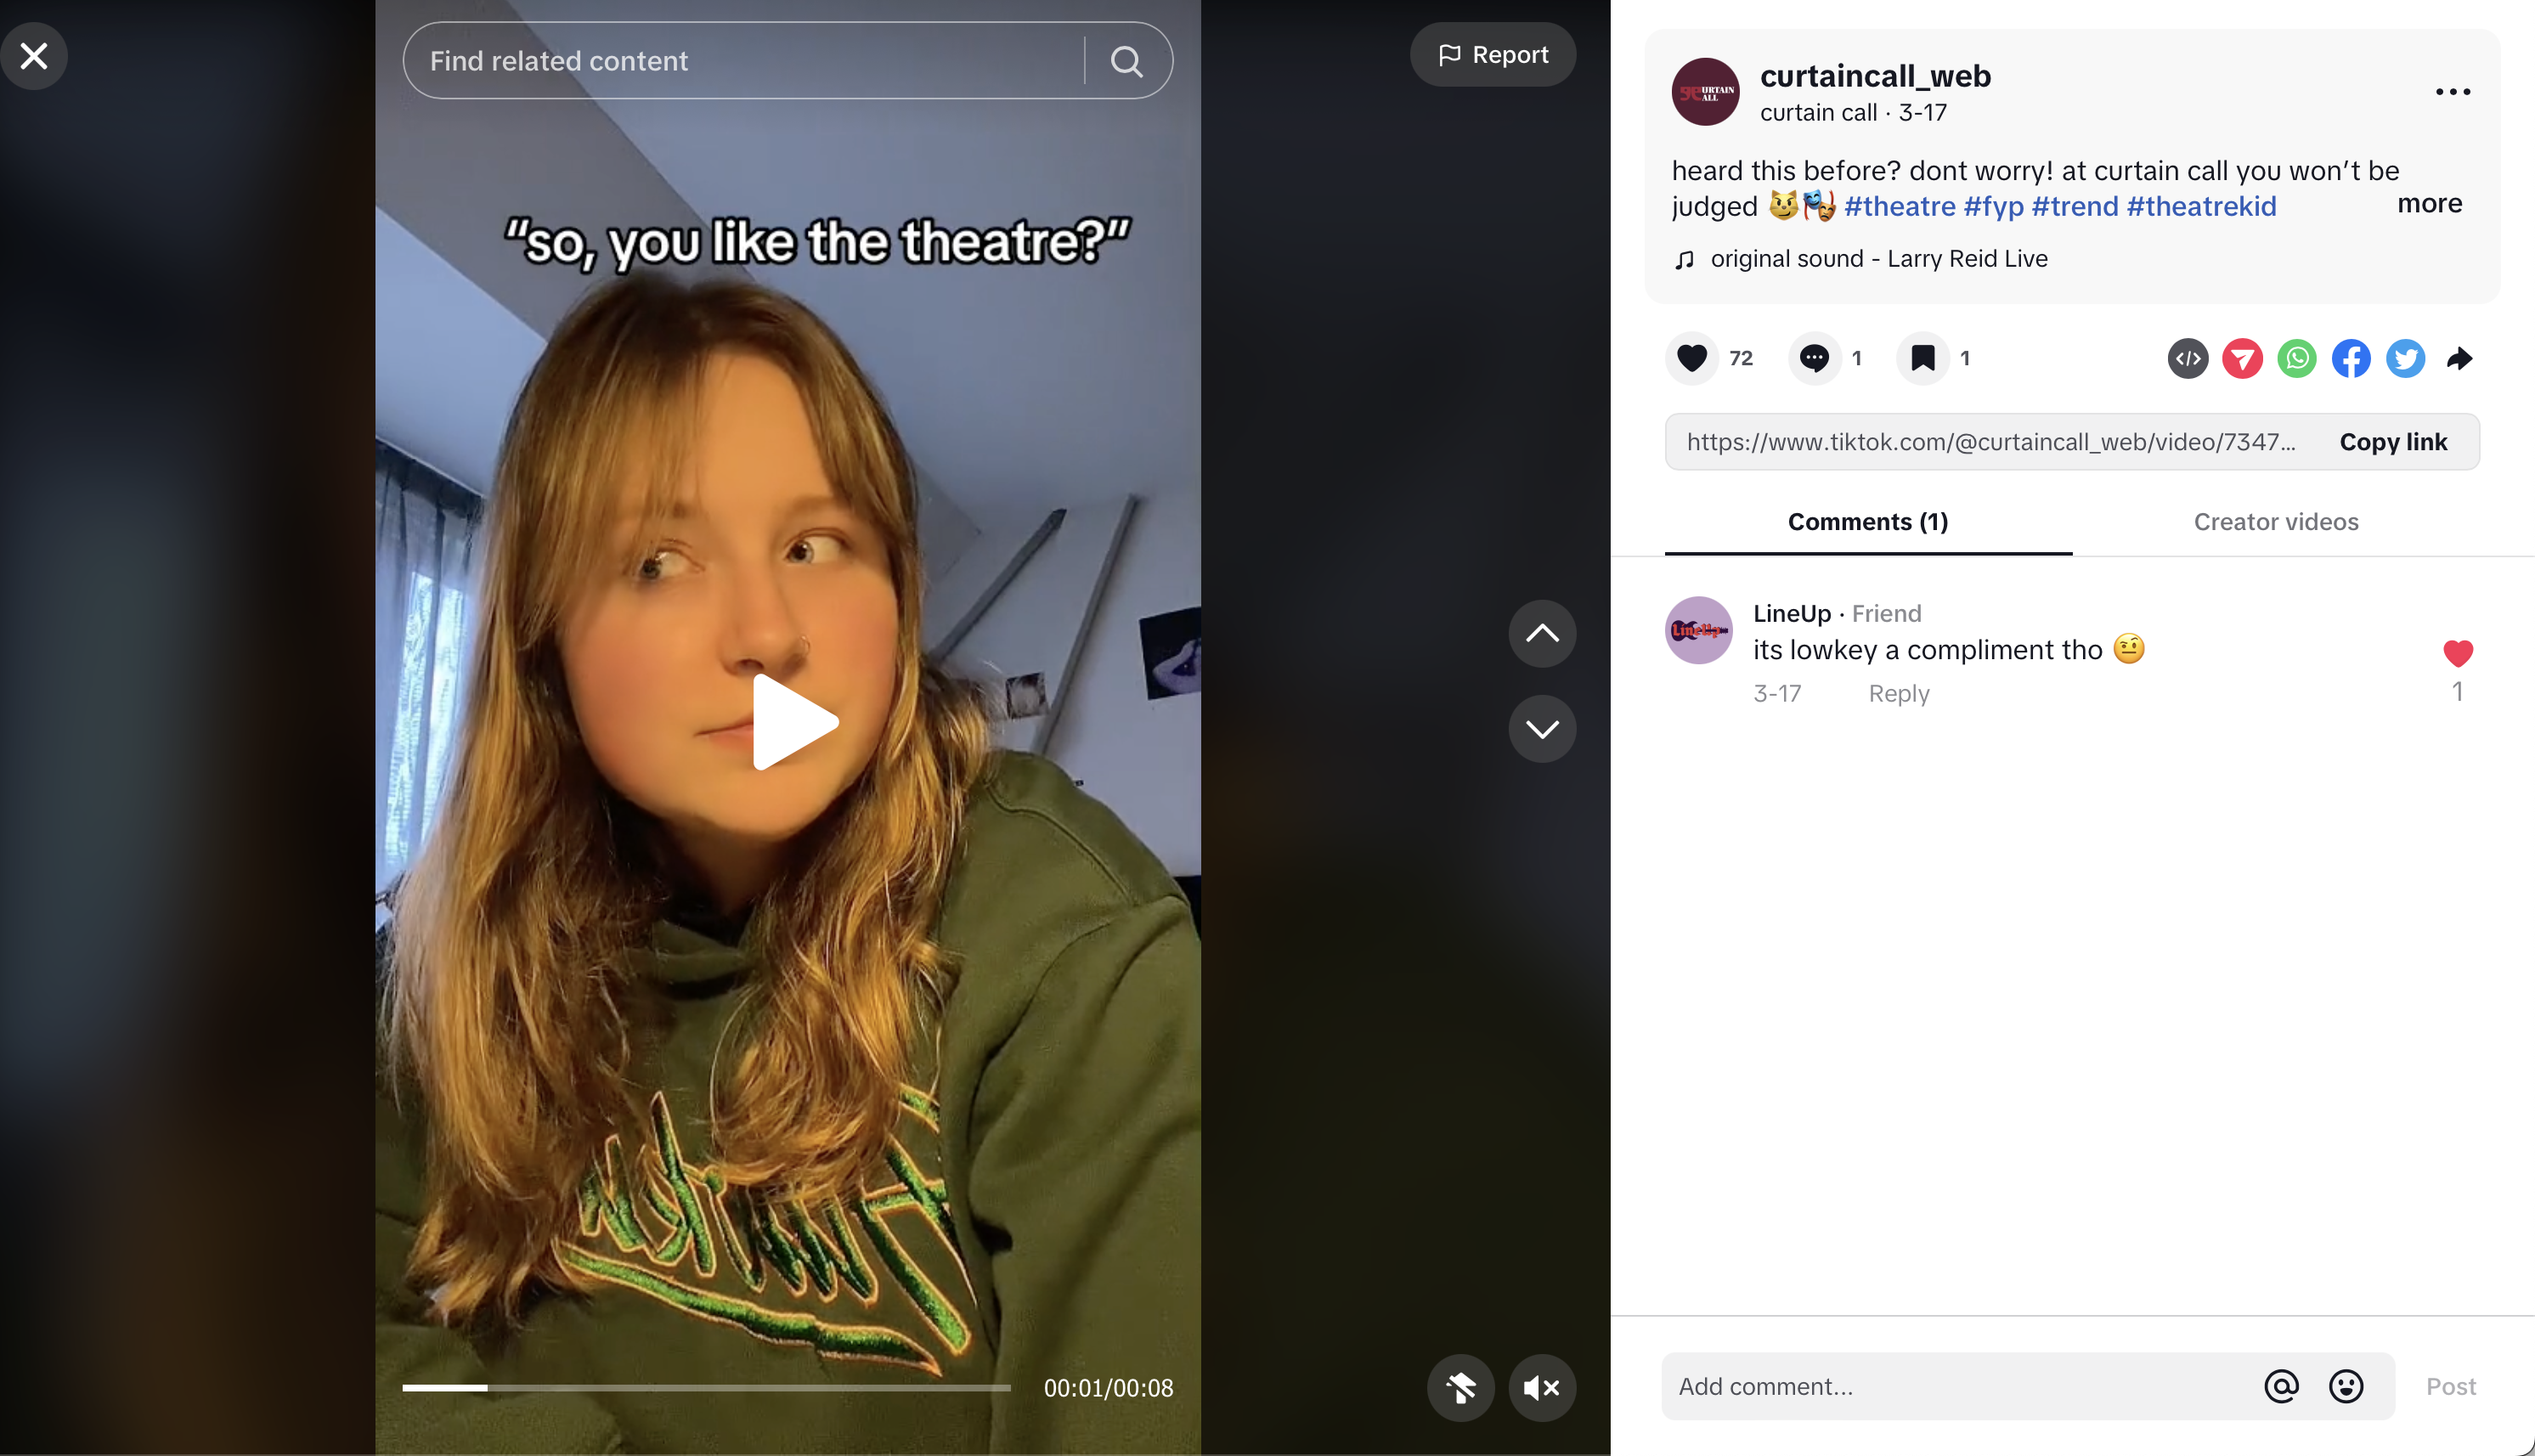 Find related content
Report
"so, you like the theatre?"
00:01/00:08
CURTAIN
CALL
curtaincall_web
curtain call · 3-17
heard this before? dont worry! at curtain call you won't be
judged 😼🎭 #theatre #fyp #trend #theatrekid
more
original sound - Larry Reid Live
72
1
1
https://www.tiktok.com/@curtaincall_web/video/7347...
Copy link
Comments (1)
Creator videos
LineUp
LineUp · Friend
its lowkey a compliment tho 🤨
3-17
Reply
1
Add comment...
Post